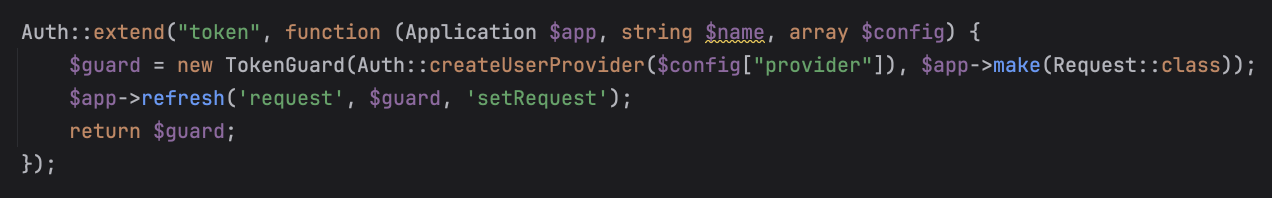 Auth::extend("token", function (Application $app, string $name, array $config) {
    $guard = new TokenGuard(Auth::createUserProvider($config["provider"]), $app->make(Request::class));
    $app->refresh('request', $guard, 'setRequest');
    return $guard;
});